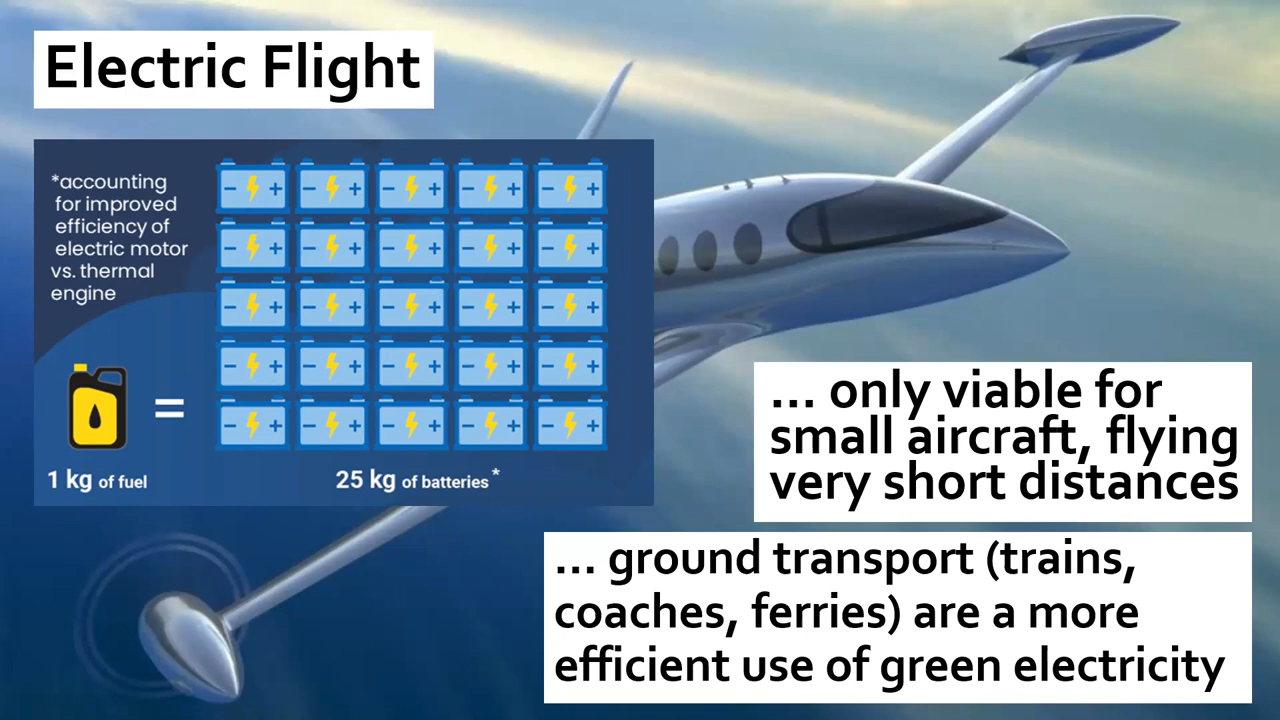 Electric Flight
*accounting
for improved
efficiency of
electric motor
vs. thermal
engine
=
1 kg of fuel
25 kg of batteries*
... only viable for
small aircraft, flying
very short distances
... ground transport (trains,
coaches, ferries) are a more
efficient use of green electricity